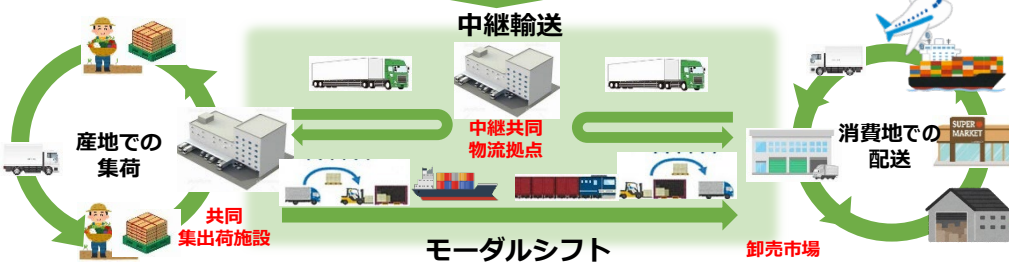 中継輸送
産地での
集荷
中継共同
物流拠点
SUPER
MARKET
消費地での
配送
共同
集出荷施設
モーダルシフト
卸売市場